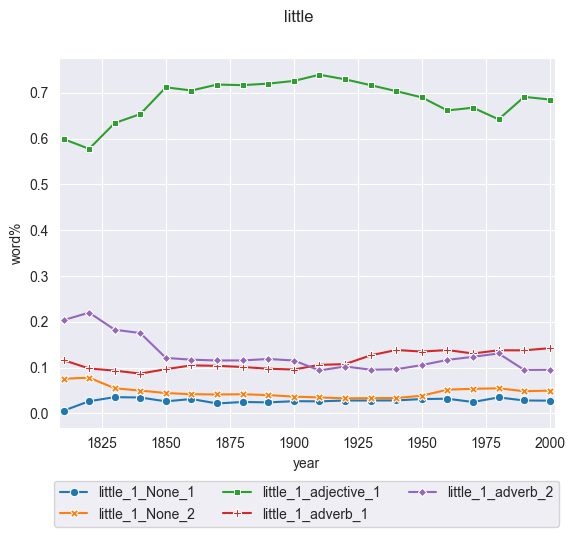 little
0.7
0.6
0.5
0.4
0.3
0.2
0.1
0.0
word%
1825 1850 1875 1900 1925 1950 1975 2000
year
little_1_None_1 little_1_adjective_1 little_1_adverb_2
little_1_None_2 little_1_adverb_1